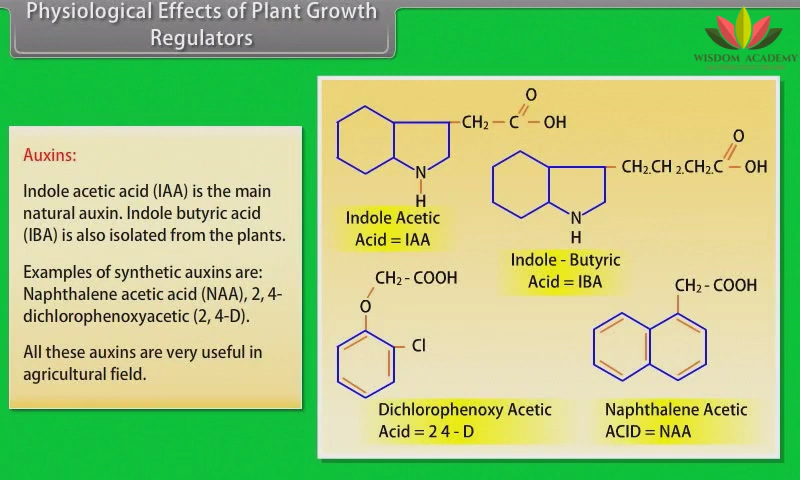 Physiological Effects of Plant Growth
Regulators
WISDOM ACADEMY
Auxins:
Indole acetic acid (IAA) is the main
natural auxin. Indole butyric acid
(IBA) is also isolated from the plants.
Examples of synthetic auxins are:
Naphthalene acetic acid (NAA), 2, 4-
dichlorophenoxyacetic (2, 4-D).
All these auxins are very useful in
agricultural field.
O
CH₂ – C – OH
N
H
Indole Acetic
Acid = IAA
O
CH₂.CH ₂.CH₂.C – OH
N
H
Indole - Butyric
Acid = IBA
CH₂ - COOH
O
Cl
Dichlorophenoxy Acetic
Acid = 2 4 - D
CH₂ - COOH
Naphthalene Acetic
ACID = NAA